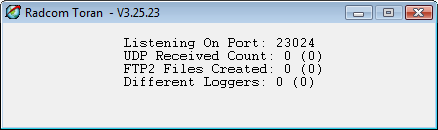 Radcom Toran - V3.25.23
Listening On Port: 23024
UDP Received Count: 0 (0)
FTP2 Files Created: 0 (0)
Different Loggers: 0 (0)